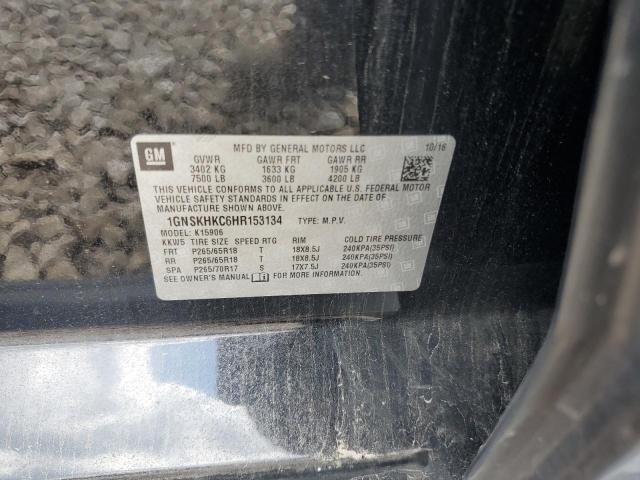 GM
MFD BY GENERAL MOTORS LLC 10/16
GVWR GAWR FRT GAWR RR
3402 KG 1633 KG 1905 KG
7500 LB 3600 LB 4200 LB
THIS VEHICLE CONFORMS TO ALL APPLICABLE U.S. FEDERAL MOTOR
VEHICLE SAFETY STANDARDS IN EFFECT ON THE DATE OF
MANUFACTURE SHOWN ABOVE.
1GNSKHKC6HR153134 TYPE: M.P.V.
MODEL: K15906
KKW5 TIRE SIZE SPEED RTG RIM COLD TIRE PRESSURE
FRT P265/65R18 T 18X8.5J 240KPA(35PSI)
RR P265/65R18 T 18X8.5J 240KPA(35PSI)
SPA P265/70R17 S 17X7.5J 240KPA(35PSI)
SEE OWNER'S MANUAL FOR MORE INFORMATION.